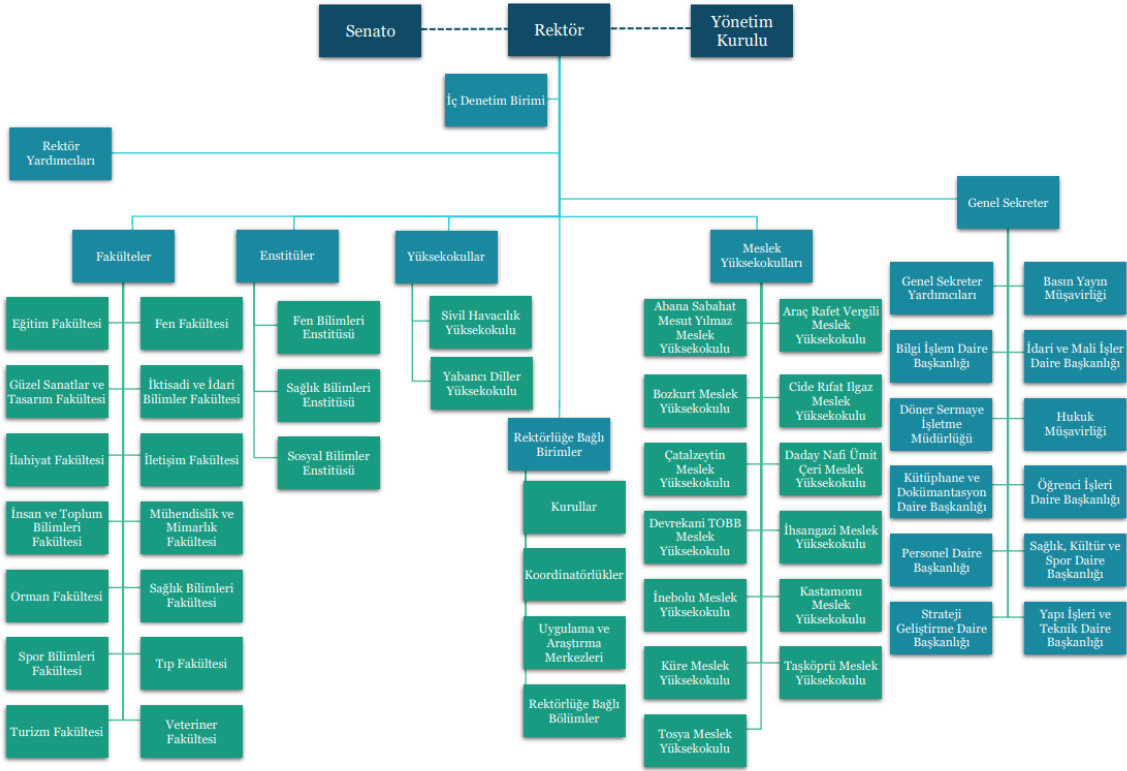 Senato
Rektör
Yönetim
Kurulu
İç Denetim Birimi
Rektör
Yardımcıları
Genel Sekreter
Fakülteler
Enstitüler
Yüksekokullar
Meslek
Yüksekokulları
Eğitim Fakültesi
Fen Fakültesi
Güzel Sanatlar ve
Tasarım Fakültesi
İktisadi ve İdari
Bilimler Fakültesi
İlahiyat Fakültesi
İletişim Fakültesi
İnsan ve Toplum
Bilimleri
Fakültesi
Mühendislik ve
Mimarlık
Fakültesi
Orman Fakültesi
Sağlık Bilimleri
Fakültesi
Spor Bilimleri
Fakültesi
Tıp Fakültesi
Turizm Fakültesi
Veteriner
Fakültesi
Fen Bilimleri
Enstitüsü
Sağlık Bilimleri
Enstitüsü
Sosyal Bilimler
Enstitüsü
Sivil Havacılık
Yüksekokulu
Yabancı Diller
Yüksekokulu
Rektörlüğe Bağlı
Birimler
Kurullar
Koordinatörlükler
Uygulama ve
Araştırma
Merkezleri
Rektörlüğe Bağlı
Bölümler
Abana Sabahat
Mesut Yılmaz
Meslek
Yüksekokulu
Araç Rafet Vergili
Meslek
Yüksekokulu
Bozkurt Meslek
Yüksekokulu
Cide Rıfat Ilgaz
Meslek
Yüksekokulu
Çatalzeytin
Meslek
Yüksekokulu
Daday Nafi Ümit
Çeri Meslek
Yüksekokulu
Devrekani TOBB
Meslek
Yüksekokulu
İhsangazi Meslek
Yüksekokulu
İnebolu Meslek
Yüksekokulu
Kastamonu
Meslek
Yüksekokulu
Küre Meslek
Yüksekokulu
Taşköprü Meslek
Yüksekokulu
Tosya Meslek
Yüksekokulu
Genel Sekreter
Yardımcıları
Basın Yayın
Müşavirliği
Bilgi İşlem Daire
Başkanlığı
İdari ve Mali İşler
Daire Başkanlığı
Döner Sermaye
İşletme
Müdürlüğü
Hukuk
Müşavirliği
Kütüphane ve
Dokümantasyon
Daire Başkanlığı
Öğrenci İşleri
Daire Başkanlığı
Personel Daire
Başkanlığı
Sağlık, Kültür ve
Spor Daire
Başkanlığı
Strateji
Geliştirme Daire
Başkanlığı
Yapı İşleri ve
Teknik Daire
Başkanlığı